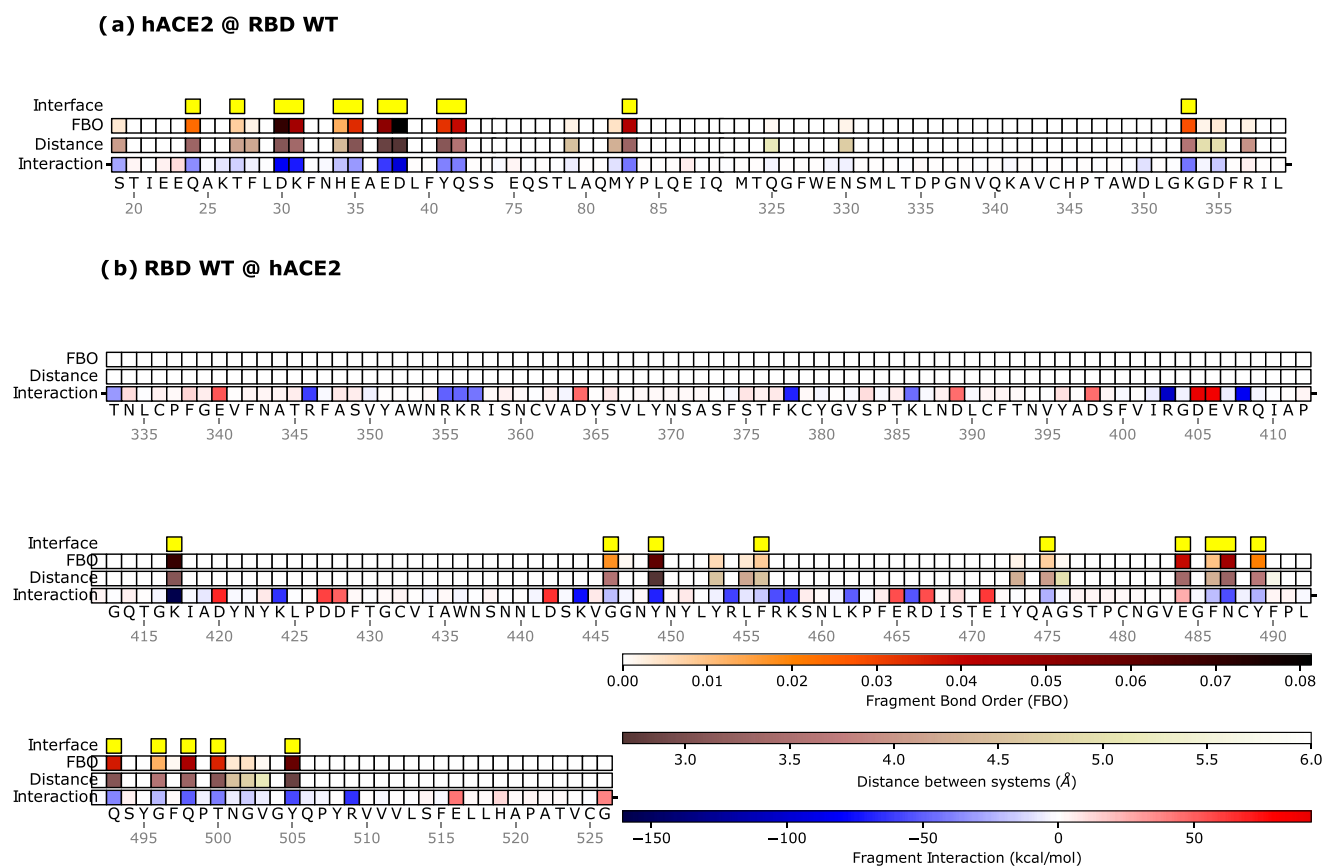 (a) hACE2 @ RBD WT
Interface
FBO
Distance
Interaction
S T I E E Q A K T F L D K F N H E A E D L F Y Q S S E Q S T L A Q M Y P L Q E I Q M T Q G F W E N S M L T D P G N V Q K A V C H P T A W D L G K G D F R I L
20 25 30 35 40 75 80 85 325 330 335 340 345 350 355
(b) RBD WT @ hACE2
FBO
Distance
Interaction
T N L C P F G E V F N A T R F A S V Y A W N R K R I S N C V A D Y S V L Y N S A S F S T F K C Y G V S P T K L N D L C F T N V Y A D S F V I R G D E V R Q I A P
335 340 345 350 355 360 365 370 375 380 385 390 395 400 405 410
Interface
FBO
Distance
Interaction
G Q T G K I A D Y N Y K L P D D F T G C V I A W N S N N L D S K V G G N Y N Y L Y R L F R K S N L K P F E R D I S T E I Y Q A G S T P C N G V E G F N C Y F P L
415 420 425 430 435 440 445 450 455 460 465 470 475 480 485 490
0.00 0.01 0.02 0.03 0.04 0.05 0.06 0.07 0.08
Fragment Bond Order (FBO)
Interface
FBO
Distance
Interaction
Q S Y G F Q P T N G V G Y Q P Y R V V V L S F E L L H A P A T V C G
495 500 505 510 515 520 525
3.0 3.5 4.0 4.5 5.0 5.5 6.0
Distance between systems (Å)
−150 −100 −50 0 50
Fragment Interaction (kcal/mol)